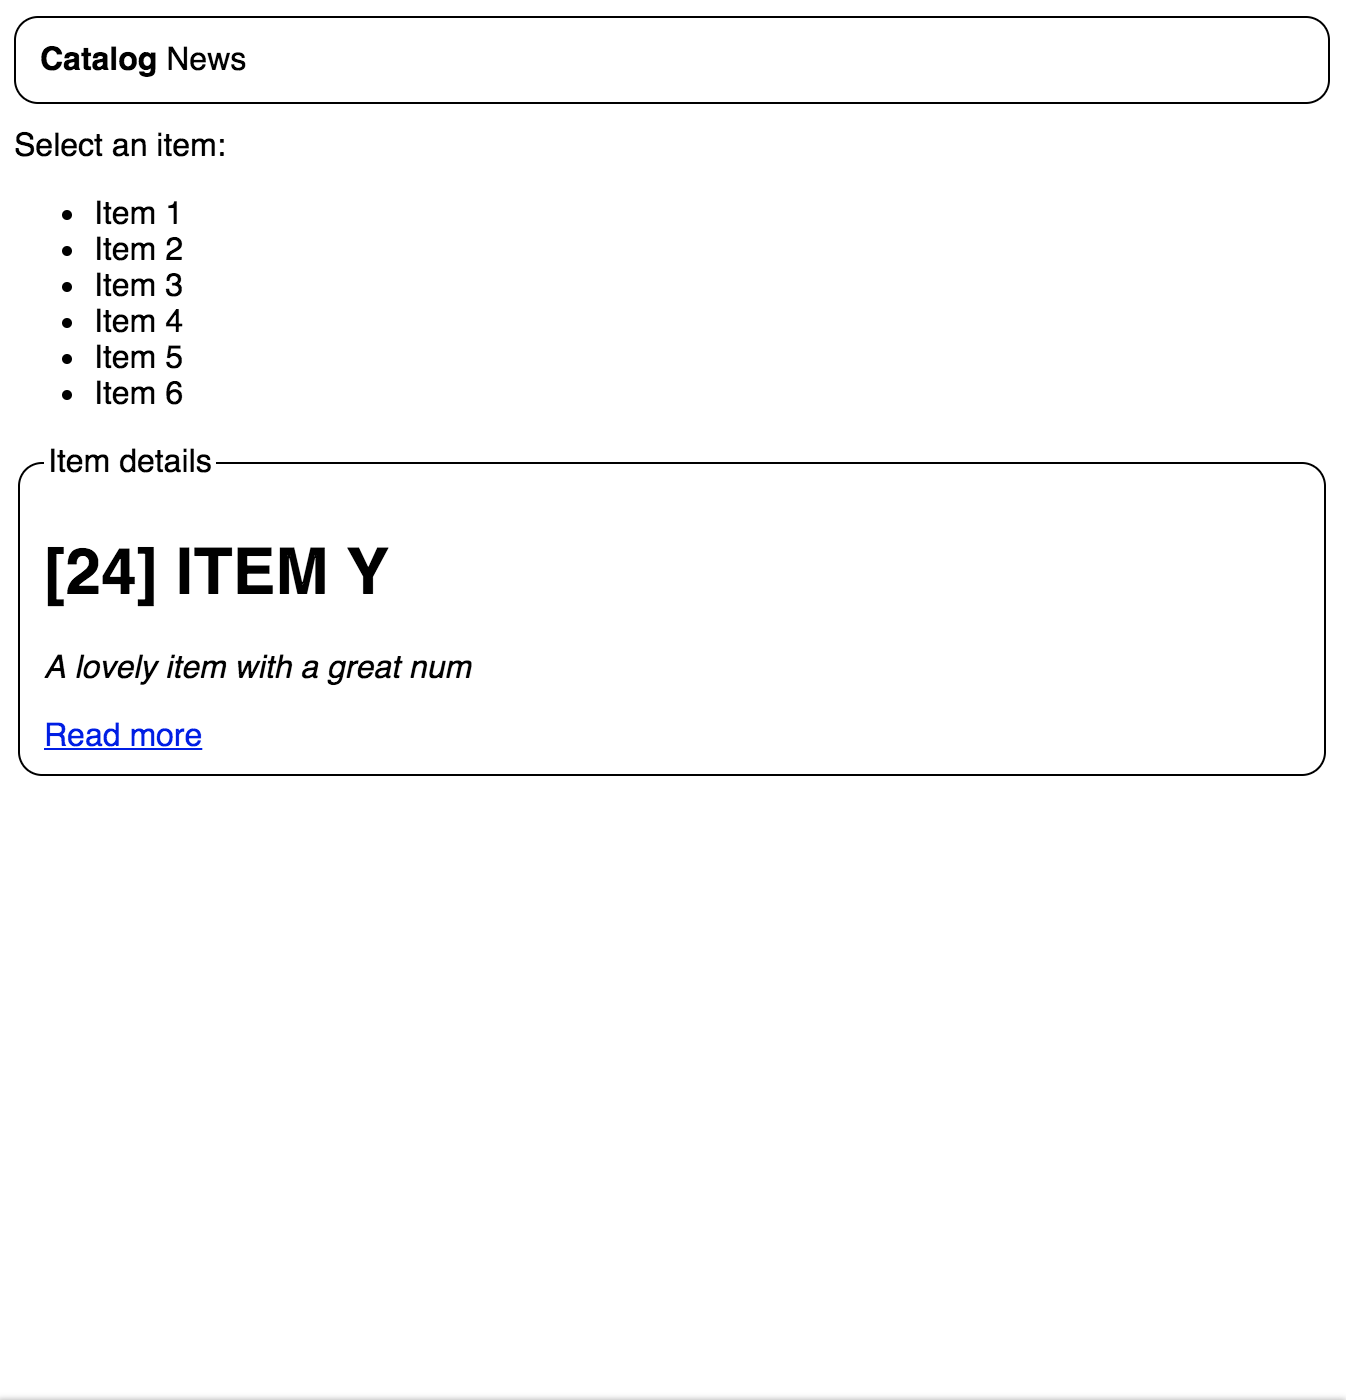 Catalog News
Select an item:
Item 1
Item 2
Item 3
Item 4
Item 5
Item 6
Item details
[24] ITEM Y
A lovely item with a great num
Read more